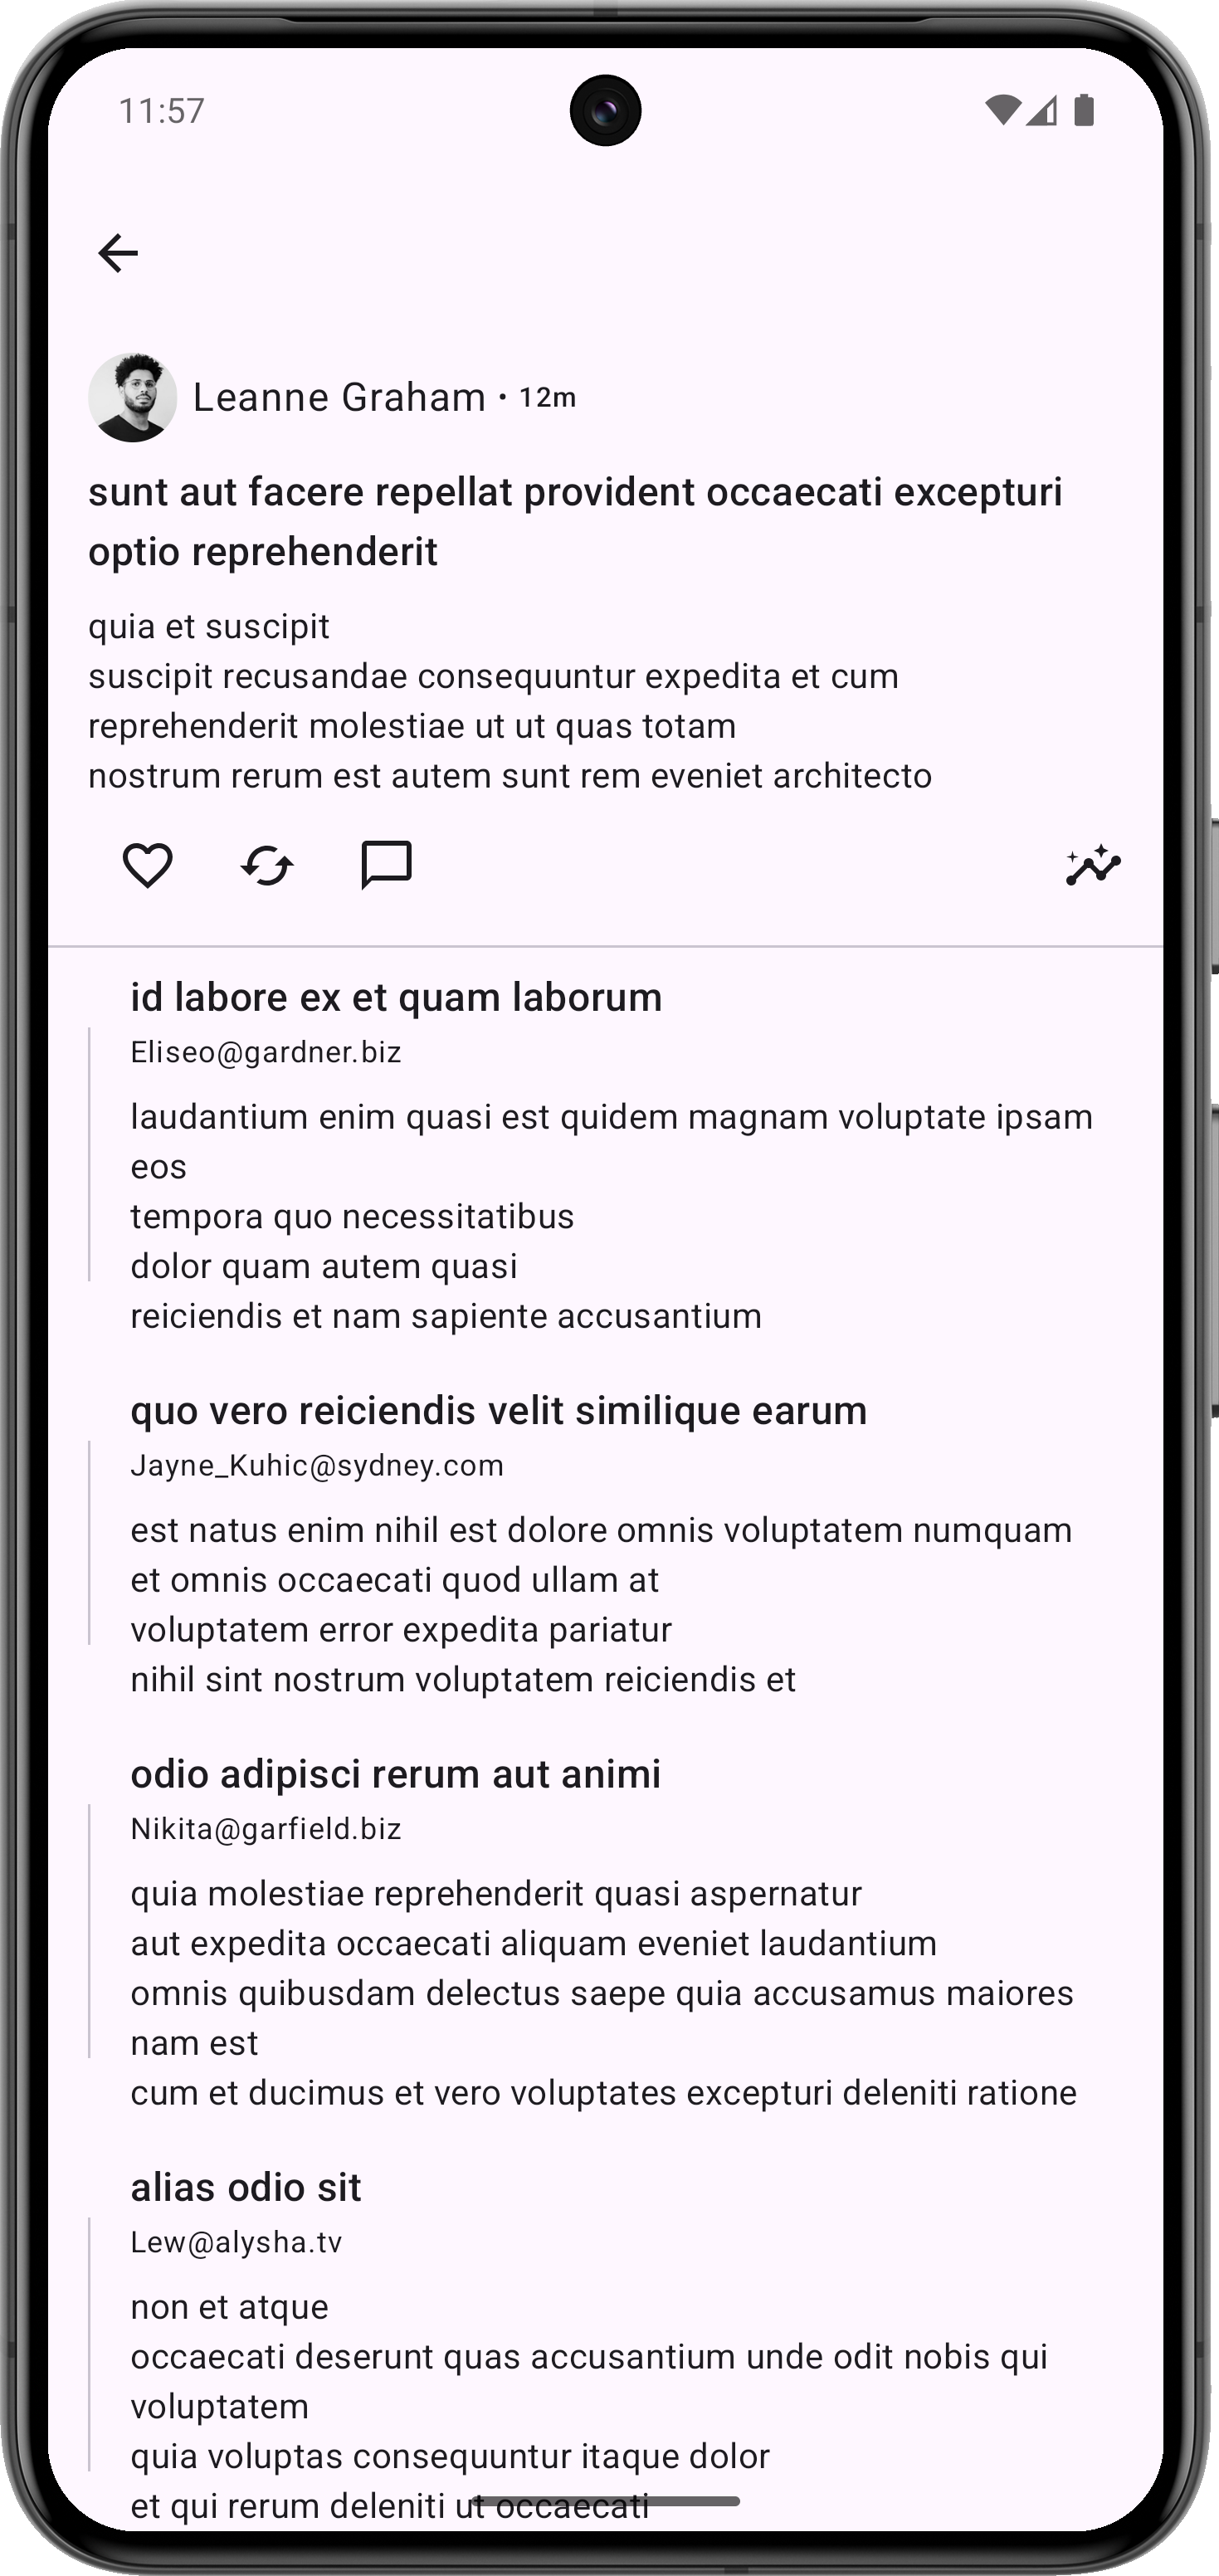 11:57
Leanne Graham • 12m
sunt aut facere repellat provident occaecati excepturi
optio reprehenderit
quia et suscipit
suscipit recusandae consequuntur expedita et cum
reprehenderit molestiae ut ut quas totam
nostrum rerum est autem sunt rem eveniet architecto
id labore ex et quam laborum
Eliseo@gardner.biz
laudantium enim quasi est quidem magnam voluptate ipsam
eos
tempora quo necessitatibus
dolor quam autem quasi
reiciendis et nam sapiente accusantium
quo vero reiciendis velit similique earum
Jayne_Kuhic@sydney.com
est natus enim nihil est dolore omnis voluptatem numquam
et omnis occaecati quod ullam at
voluptatem error expedita pariatur
nihil sint nostrum voluptatem reiciendis et
odio adipisci rerum aut animi
Nikita@garfield.biz
quia molestiae reprehenderit quasi aspernatur
aut expedita occaecati aliquam eveniet laudantium
omnis quibusdam delectus saepe quia accusamus maiores
nam est
cum et ducimus et vero voluptates excepturi deleniti ratione
alias odio sit
Lew@alysha.tv
non et atque
occaecati deserunt quas accusantium unde odit nobis qui
voluptatem
quia voluptas consequuntur itaque dolor
et qui rerum deleniti ut occaecati